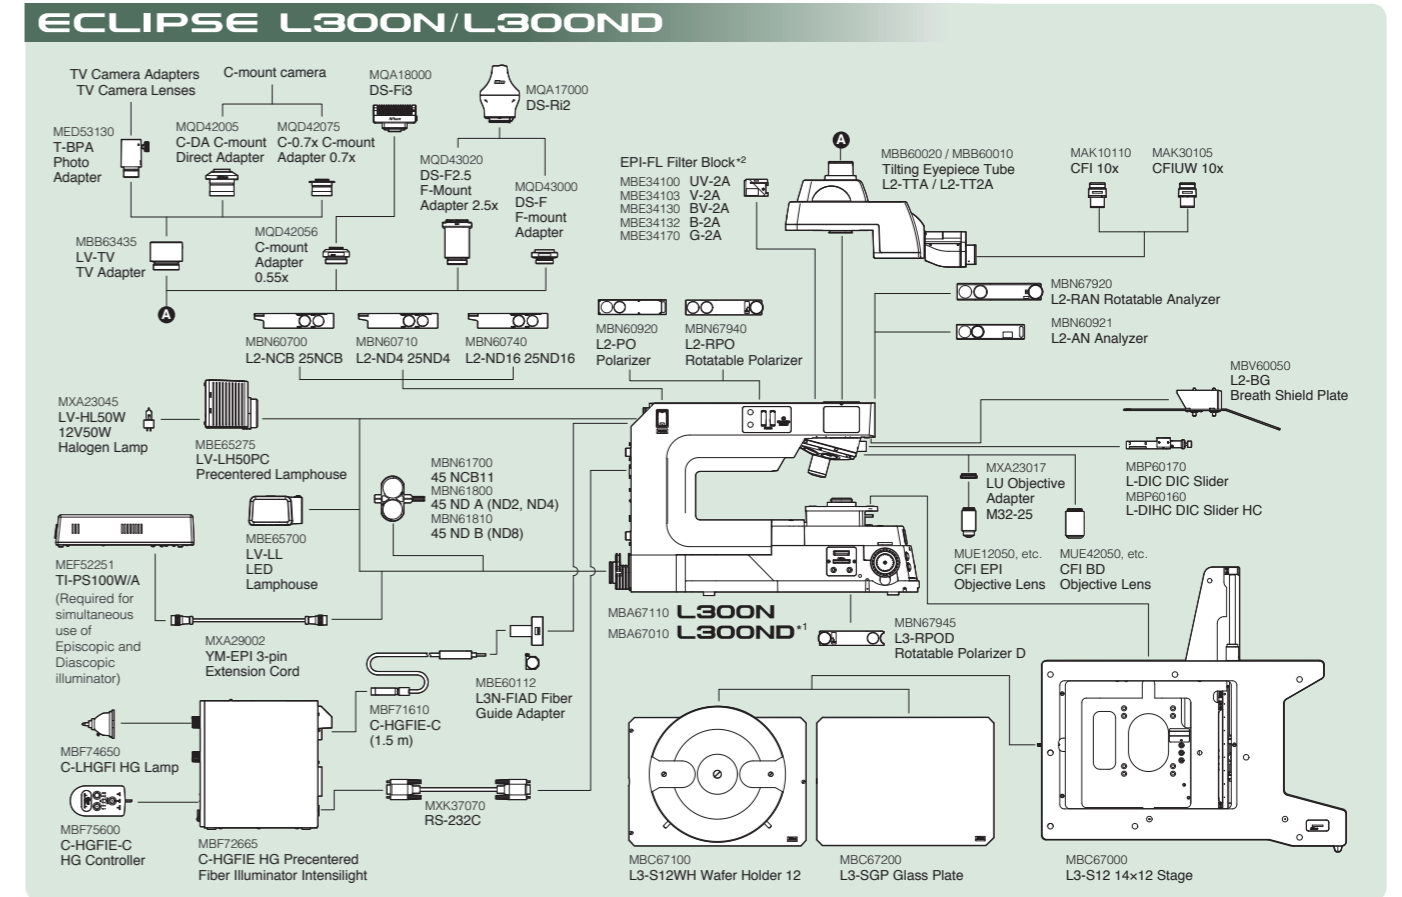 ECLIPSE L300N/L300ND
TV Camera Adapters
TV Camera Lenses
C-mount camera
MQA18000
DS-Fi3
MQA17000
DS-Ri2
MED53130
T-BPA
Photo
Adapter
MQD42005
C-DA C-mount
Direct Adapter
MQD42075
C-0.7x C-mount
Adapter 0.7x
MQD43020
DS-F2.5
F-Mount
Adapter 2.5x
MQD43000
DS-F
F-mount
Adapter
MBB63435
LV-TV
TV Adapter
MQD42056
C-mount
Adapter
0.55x
A
EPI-FL Filter Block*2
MBE34100 UV-2A
MBE34103 V-2A
MBE34130 BV-2A
MBE34132 B-2A
MBE34170 G-2A
A
MBB60020 / MBB60010
Tilting Eyepiece Tube
L2-TTA / L2-TT2A
MAK10110
CFI 10x
MAK30105
CFIUW 10x
MBN67920
L2-RAN Rotatable Analyzer
MBN60921
L2-AN Analyzer
MBN60700
L2-NCB 25NCB
MBN60710
L2-ND4 25ND4
MBN60740
L2-ND16 25ND16
MBN60920
L2-PO
Polarizer
MBN67940
L2-RPO
Rotatable Polarizer
MBV60050
L2-BG
Breath Shield Plate
MXA23045
LV-HL50W
12V50W
Halogen Lamp
MBE65275
LV-LH50PC
Precentered Lamphouse
MBN61700
45 NCB11
MBN61800
45 ND A (ND2, ND4)
MBN61810
45 ND B (ND8)
MXA23017
LU Objective
Adapter
M32-25
MBP60170
L-DIC DIC Slider
MBP60160
L-DIHC DIC Slider HC
MBE65700
LV-LL
LED
Lamphouse
MUE12050, etc.
CFI EPI
Objective Lens
MUE42050, etc.
CFI BD
Objective Lens
MEF52251
TI-PS100W/A
(Required for
simultaneous
use of
Episcopic and
Diascopic
illuminator)
MXA29002
YM-EPI 3-pin
Extension Cord
MBA67110 L300N
MBA67010 L300ND*1
MBN67945
L3-RPOD
Rotatable Polarizer D
MBE60112
L3N-FIAD Fiber
Guide Adapter
MBF71610
C-HGFIE-C
(1.5 m)
MBF74650
C-LHGFI HG Lamp
MXK37070
RS-232C
MBF75600
C-HGFIE-C
HG Controller
MBF72665
C-HGFIE HG Precentered
Fiber Illuminator Intensilight
MBC67100
L3-S12WH Wafer Holder 12
MBC67200
L3-SGP Glass Plate
MBC67000
L3-S12 14×12 Stage